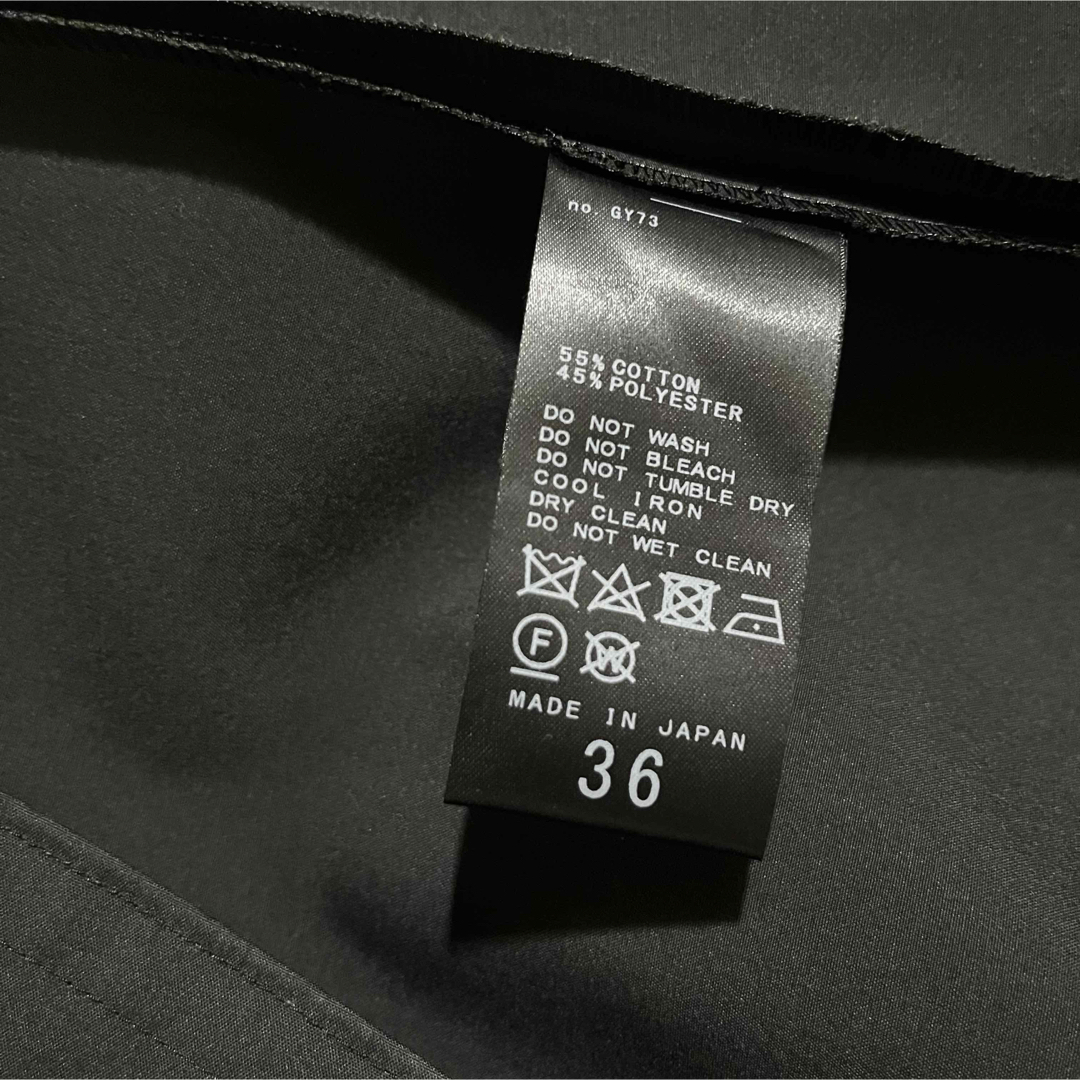 no. GY73
55% COTTON
45% POLYESTER
DO NOT WASH
DO NOT BLEACH
DO NOT TUMBLE DRY
COOL IRON
DRY CLEAN
DO NOT WET CLEAN
F W
MADE IN JAPAN
36